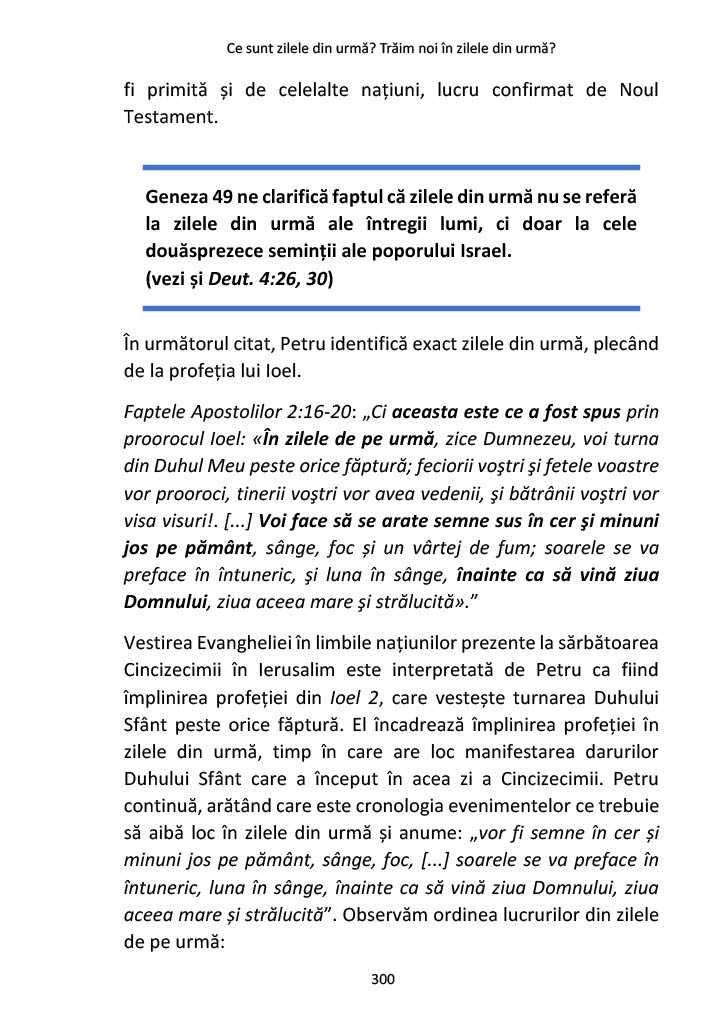 Ce sunt zilele din urmă? Trăim noi în zilele din urmă?
fi primită și de celelalte națiuni, lucru confirmat de Noul
Testament.
Geneza 49 ne clarifică faptul că zilele din urmă nu se referă
la zilele din urmă ale întregii lumi, ci doar la cele
douăsprezece seminții ale poporului Israel.
(vezi și Deut. 4:26, 30)
În următorul citat, Petru identifică exact zilele din urmă, plecând
de la profeția lui Ioel.
Faptele Apostolilor 2:16-20: „Ci aceasta este ce a fost spus prin
proorocul Ioel: «În zilele de pe urmă, zice Dumnezeu, voi turna
din Duhul Meu peste orice făptură; feciorii voştri şi fetele voastre
vor prooroci, tinerii voştri vor avea vedenii, şi bătrânii voştri vor
visa visuri!. [...] Voi face să se arate semne sus în cer şi minuni
jos pe pământ, sânge, foc și un vârtej de fum; soarele se va
preface în întuneric, şi luna în sânge, înainte ca să vină ziua
Domnului, ziua aceea mare şi strălucită».”
Vestirea Evangheliei în limbile națiunilor prezente la sărbătoarea
Cincizecimii în Ierusalim este interpretată de Petru ca fiind
împlinirea profeției din Ioel 2, care vestește turnarea Duhului
Sfânt peste orice făptură. El încadrează împlinirea profeției în
zilele din urmă, timp în care are loc manifestarea darurilor
Duhului Sfânt care a început în acea zi a Cincizecimii. Petru
continuă, arătând care este cronologia evenimentelor ce trebuie
să aibă loc în zilele din urmă și anume: „vor fi semne în cer și
minuni jos pe pământ, sânge, foc, [...] soarele se va preface în
întuneric, luna în sânge, înainte ca să vină ziua Domnului, ziua
aceea mare și strălucită”. Observăm ordinea lucrurilor din zilele
de pe urmă:
300